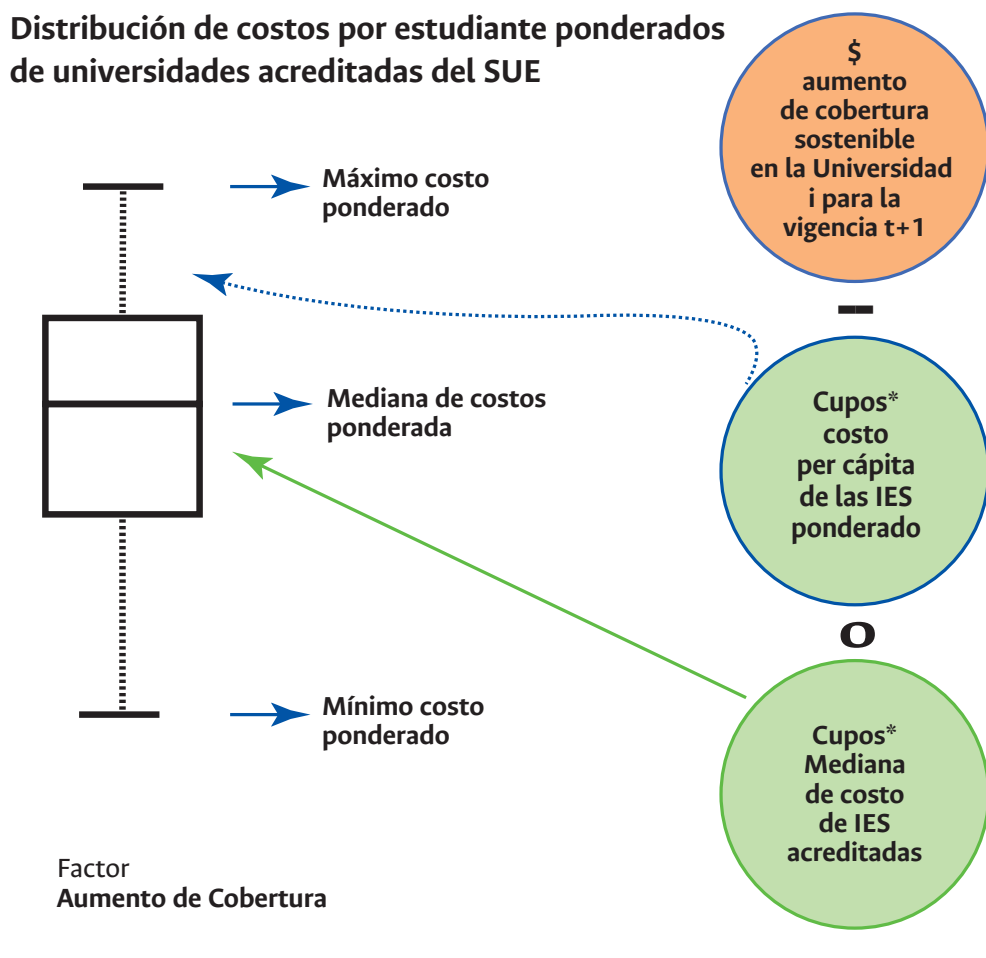 Distribución de costos por estudiante ponderados
de universidades acreditadas del SUE
$
aumento
de cobertura
sostenible
en la Universidad
i para la
vigencia t+1
Máximo costo
ponderado
Mediana de costos
ponderada
Mínimo costo
ponderado
–
Cupos*
costo
per cápita
de las IES
ponderado
o
Cupos*
Mediana
de costo
de IES
acreditadas
Factor
Aumento de Cobertura